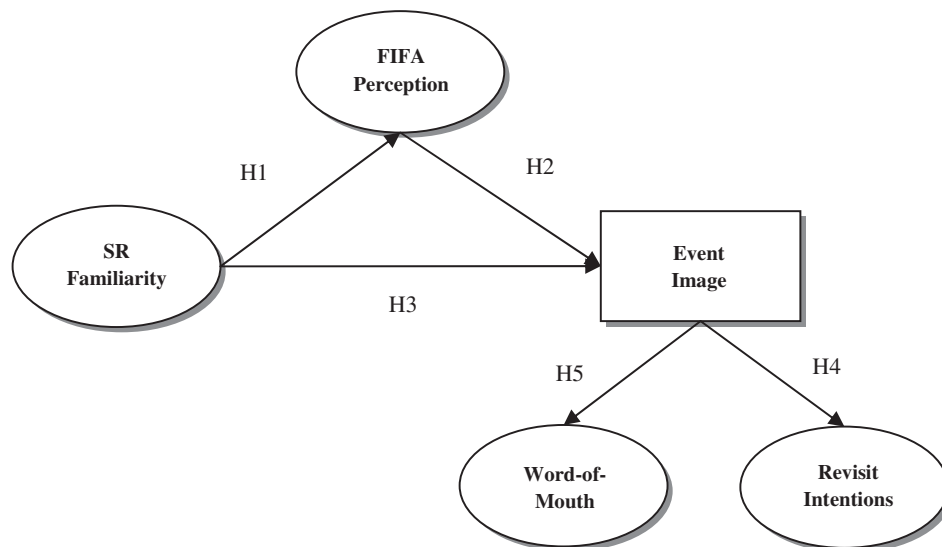 FIFA
Perception
H1
H2
SR
Familiarity
Event
Image
H3
H5
H4
Word-of-
Mouth
Revisit
Intentions